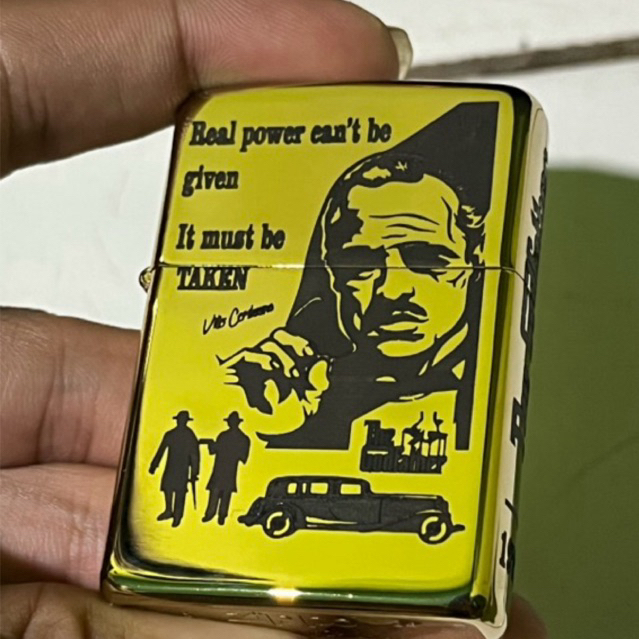 Real power can't be
given
It must be
TAKEN
Vito Corleone
The
Godfather